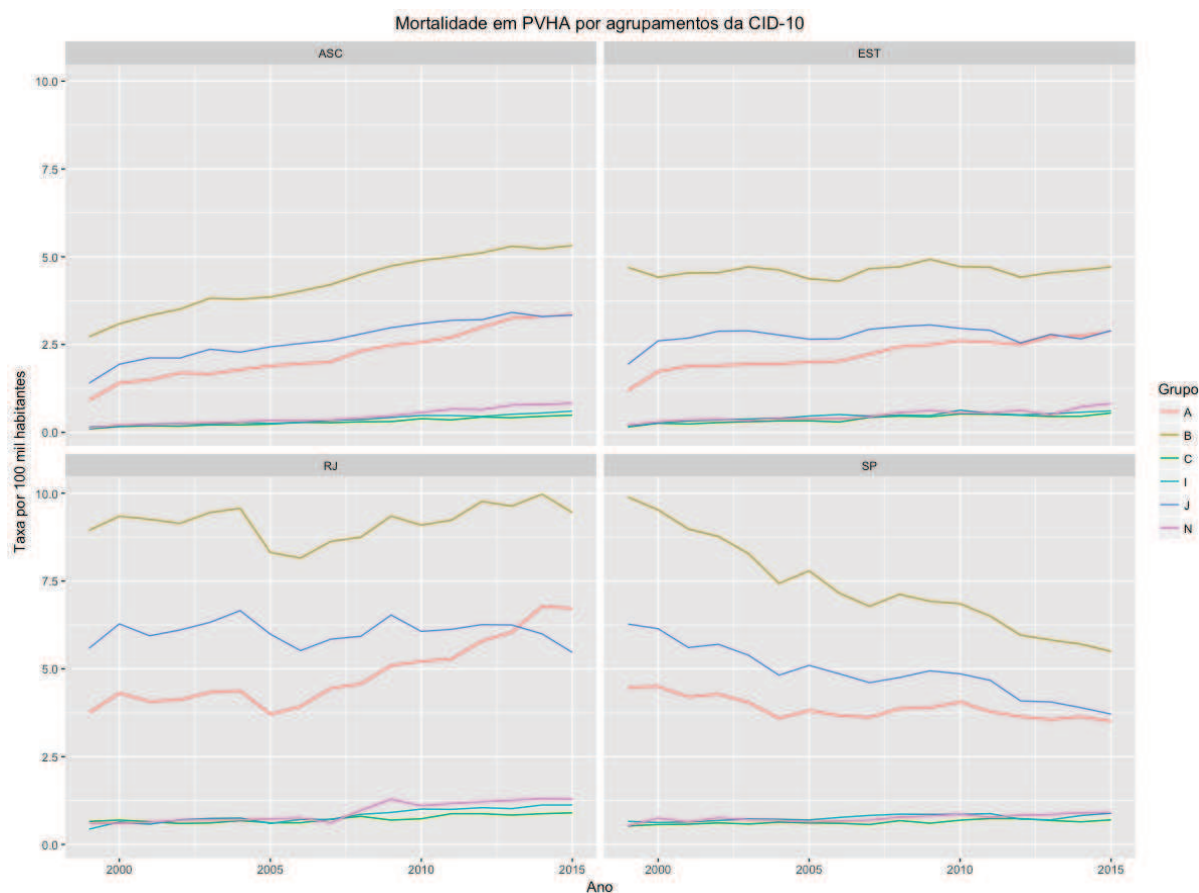 Mortalidade em PVHA por agrupamentos da CID-10
ASC
EST
10.0
7.5
5.0
2.5
0.0
RJ
SP
10.0
7.5
5.0
2.5
0.0
2000
2005
2010
2015
2000
2005
2010
2015
Ano
Taxa por 100 mil habitantes
Grupo
A
B
C
I
J
N